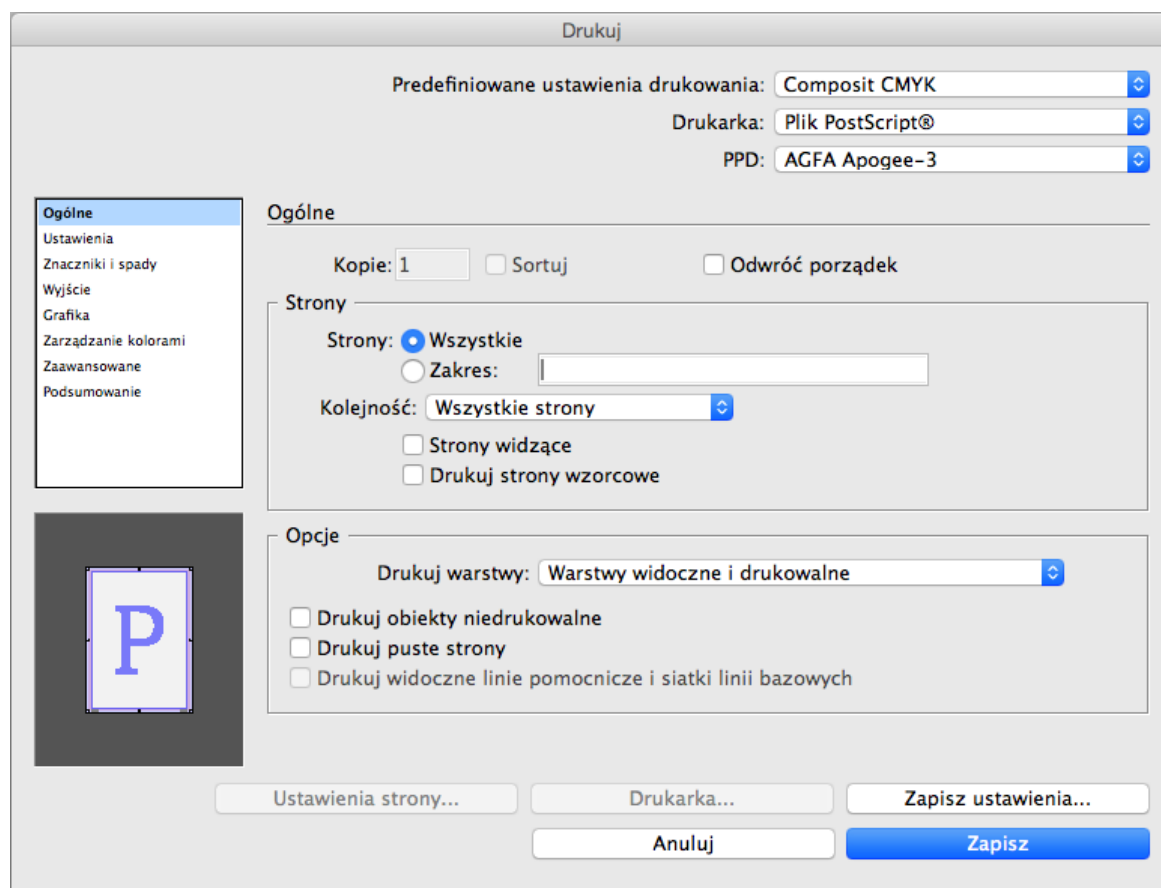 Drukuj
Predefiniowane ustawienia drukowania: Composit CMYK
Drukarka: Plik PostScript®
PPD: AGFA Apogee-3
Ogólne
Ustawienia
Znaczniki i spady
Wyjście
Grafika
Zarządzanie kolorami
Zaawansowane
Podsumowanie
Ogólne
Kopie: 1 Sortuj Odwróć porządek
Strony
Strony: Wszystkie
Zakres:
Kolejność: Wszystkie strony
Strony widzące
Drukuj strony wzorcowe
P
Opcje
Drukuj warstwy: Warstwy widoczne i drukowalne
Drukuj obiekty niedrukowalne
Drukuj puste strony
Drukuj widoczne linie pomocnicze i siatki linii bazowych
Ustawienia strony... Drukarka... Zapisz ustawienia...
Anuluj Zapisz